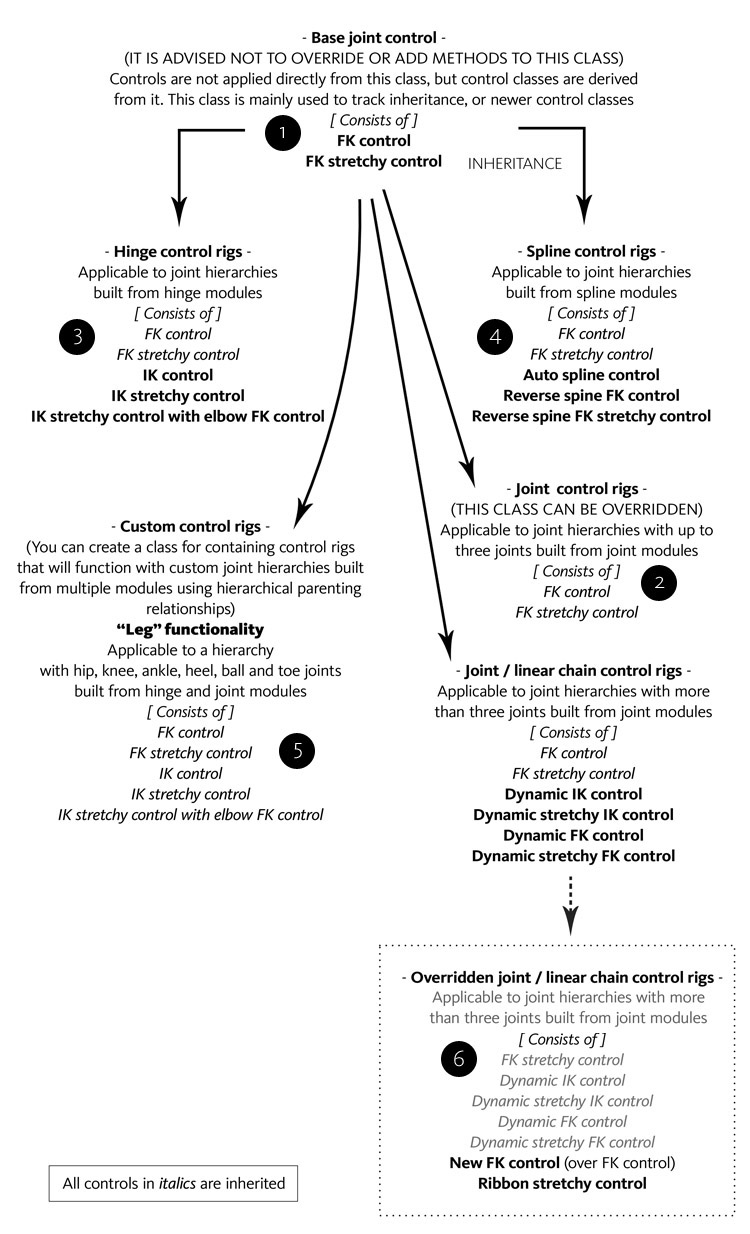 - Base joint control -
(IT IS ADVISED NOT TO OVERRIDE OR ADD METHODS TO THIS CLASS)
Controls are not applied directly from this class, but control classes are derived
from it. This class is mainly used to track inheritance, or newer control classes
[ Consists of ]
1
FK control
FK stretchy control
INHERITANCE
- Hinge control rigs -
Applicable to joint hierarchies
built from hinge modules
[ Consists of ]
3
FK control
FK stretchy control
IK control
IK stretchy control
IK stretchy control with elbow FK control
- Spline control rigs -
Applicable to joint hierarchies
built from spline modules
[ Consists of ]
4
FK control
FK stretchy control
Auto spline control
Reverse spine FK control
Reverse spine FK stretchy control
- Joint control rigs -
(THIS CLASS CAN BE OVERRIDDEN)
Applicable to joint hierarchies with up to
three joints built from joint modules
[ Consists of ]
2
FK control
FK stretchy control
- Custom control rigs -
(You can create a class for containing control rigs
that will function with custom joint hierarchies built
from multiple modules using hierarchical parenting
relationships)
“Leg” functionality
Applicable to a hierarchy
with hip, knee, ankle, heel, ball and toe joints
built from hinge and joint modules
[ Consists of ]
FK control
FK stretchy control
5
IK control
IK stretchy control
IK stretchy control with elbow FK control
- Joint / linear chain control rigs -
Applicable to joint hierarchies with more
than three joints built from joint modules
[ Consists of ]
FK control
FK stretchy control
Dynamic IK control
Dynamic stretchy IK control
Dynamic FK control
Dynamic stretchy FK control
- Overridden joint / linear chain control rigs -
Applicable to joint hierarchies with more
than three joints built from joint modules
[ Consists of ]
6
FK stretchy control
Dynamic IK control
Dynamic stretchy IK control
Dynamic FK control
Dynamic stretchy FK control
New FK control (over FK control)
Ribbon stretchy control
All controls in italics are inherited